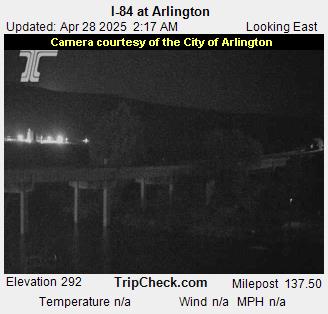 I-84 at Arlington
Updated: Apr 28 2025 2:17 AM Looking East
Camera courtesy of the City of Arlington
Elevation 292 TripCheck.com Milepost 137.50
Temperature n/a Wind n/a MPH n/a